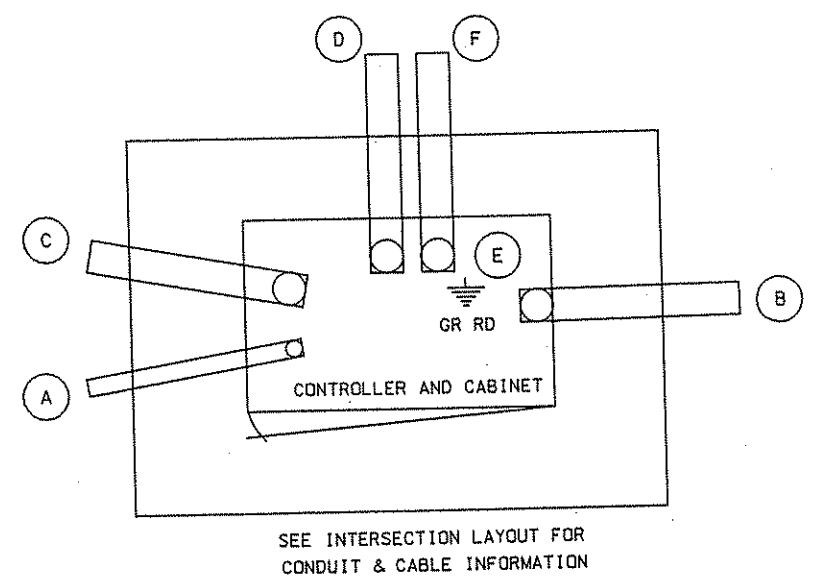 D
F
C
E
B
GR RD
A
CONTROLLER AND CABINET
SEE INTERSECTION LAYOUT FOR
CONDUIT & CABLE INFORMATION